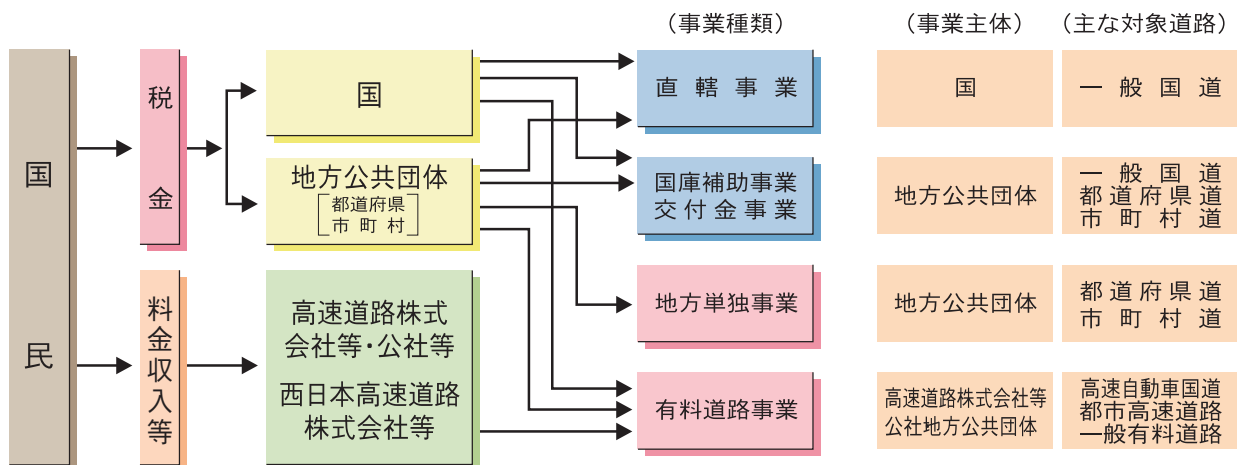 (事業種類)
(事業主体)
(主な対象道路)
国民
税金
料金収入等
国
地方公共団体
都道府県
市町村
高速道路株式
会社等・公社等
西日本高速道路
株式会社等
直轄事業
国
一般国道
国庫補助事業
交付金事業
地方公共団体
一般国道
都道府県道
市町村道
地方単独事業
地方公共団体
都道府県道
市町村道
有料道路事業
高速道路株式会社等
公社地方公共団体
高速自動車国道
都市高速道路
一般有料道路